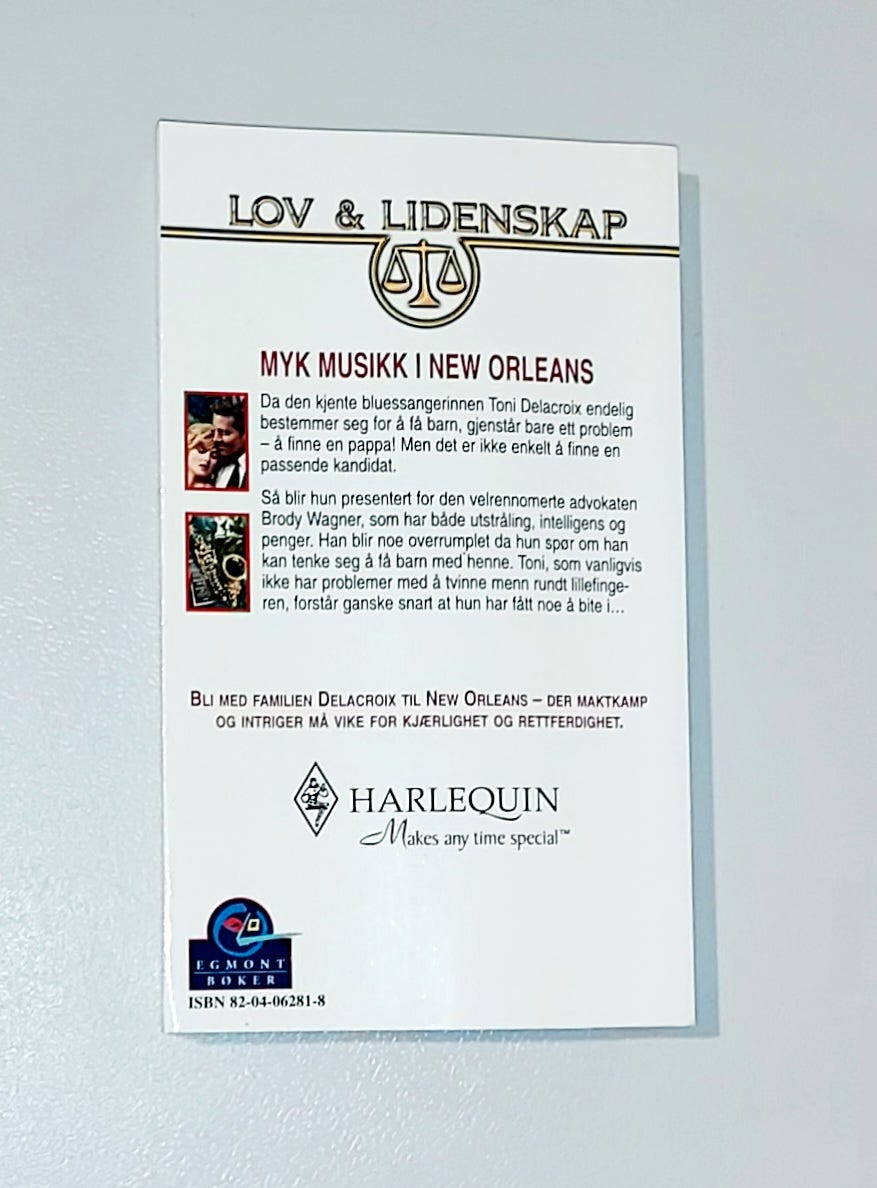 LOV & LIDENSKAP
MYK MUSIKK I NEW ORLEANS
Da den kjente bluessangerinnen Toni Delacroix endelig
bestemmer seg for å få barn, gjenstår bare ett problem
– å finne en pappa! Men det er ikke enkelt å finne en
passende kandidat.
Så blir hun presentert for den velrennomerte advokaten
Brody Wagner, som har både utstråling, intelligens og
penger. Han blir noe overrumplet da hun spør om han
kan tenke seg å få barn med henne. Toni, som vanligvis
ikke har problemer med å tvinne menn rundt lillefinge-
ren, forstår ganske snart at hun har fått noe å bite i...
BLI MED FAMILIEN DELACROIX TIL NEW ORLEANS – DER MAKTKAMP
OG INTRIGER MÅ VIKE FOR KJÆRLIGHET OG RETTFERDIGHET.
HARLEQUIN
Makes any time special™
EGMONT
BØKER
ISBN 82-04-06281-8